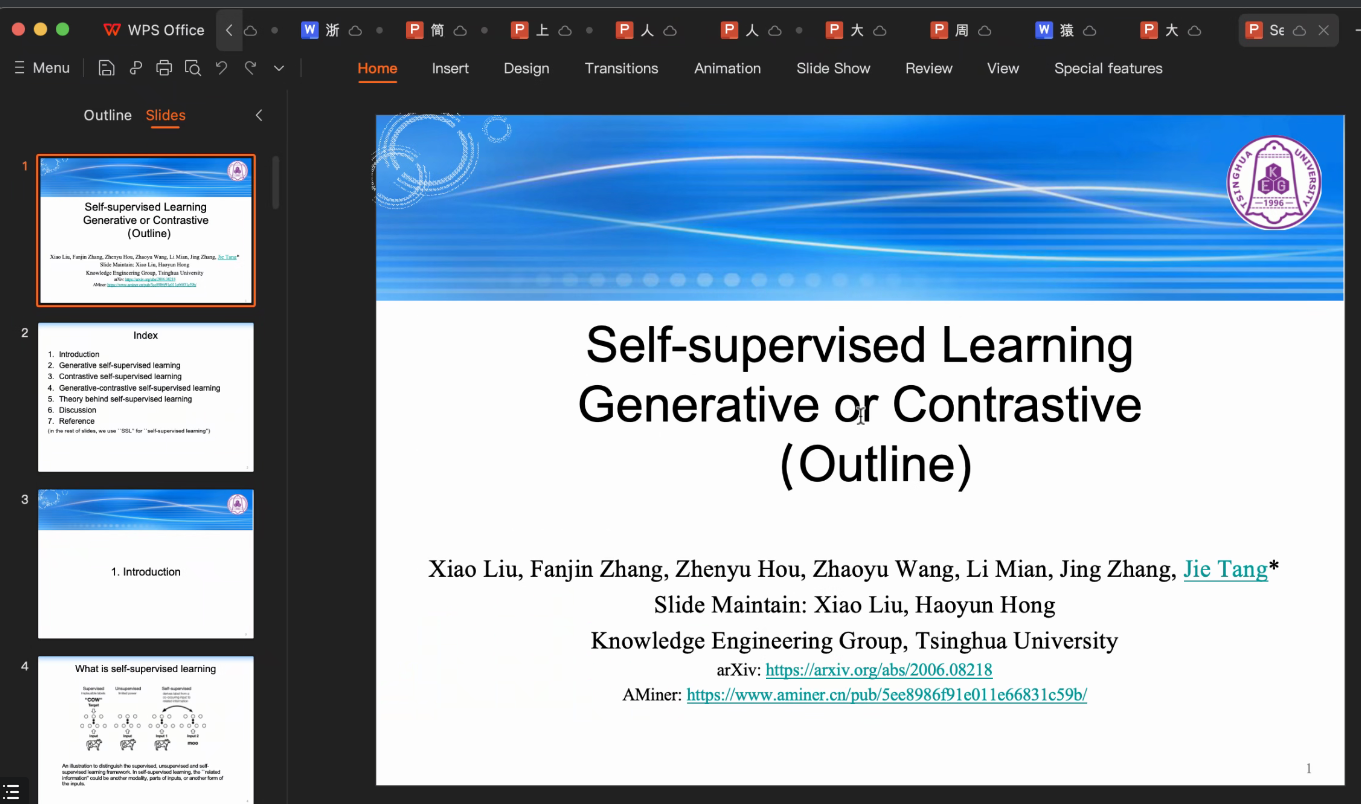 WPS Office
浙
简
上
人
人
大
周
猿
大
Se
Menu
Home Insert Design Transitions Animation Slide Show Review View Special features
Outline Slides
1
Self-supervised Learning
Generative or Contrastive
(Outline)
Xiao Liu, Fanjin Zhang, Zhenyu Hou, Zhaoyu Wang, Li Mian, Jing Zhang, Jie Tang*
Slide Maintain: Xiao Liu, Haoyun Hong
Knowledge Engineering Group, Tsinghua University
arXiv: https://arxiv.org/abs/2006.08218
AMiner: https://www.aminer.cn/pub/5ee8986f91e011e66831c59b/
2
Index
1. Introduction
2. Generative self-supervised learning
3. Contrastive self-supervised learning
4. Generative-contrastive self-supervised learning
5. Theory behind self-supervised learning
6. Discussion
7. Reference
(in the rest of slides, we use ``SSL'' for ``self-supervised learning'')
3
1. Introduction
4
What is self-supervised learning
Supervised Unsupervised Self-supervised
"COW"
Target
Input Input Input 1 Input 2
moo
An illustration to distinguish the supervised, unsupervised and self-
supervised learning framework. In self-supervised learning, the ``related
information'' could be another modality, parts of inputs, or another form of
the inputs.
TSINGHUA UNIVERSITY
KEG
1996
Self-supervised Learning
Generative or Contrastive
(Outline)
Xiao Liu, Fanjin Zhang, Zhenyu Hou, Zhaoyu Wang, Li Mian, Jing Zhang, Jie Tang*
Slide Maintain: Xiao Liu, Haoyun Hong
Knowledge Engineering Group, Tsinghua University
arXiv: https://arxiv.org/abs/2006.08218
AMiner: https://www.aminer.cn/pub/5ee8986f91e011e66831c59b/
1